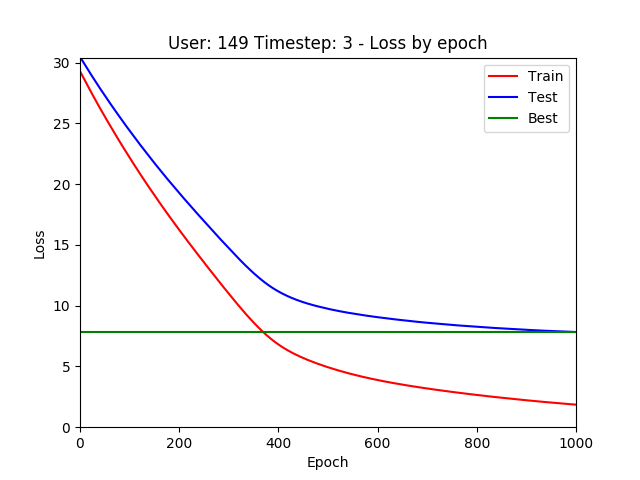 User: 149 Timestep: 3 - Loss by epoch
Loss
30
25
20
15
10
5
0
Train
Test
Best
0 200 400 600 800 1000
Epoch